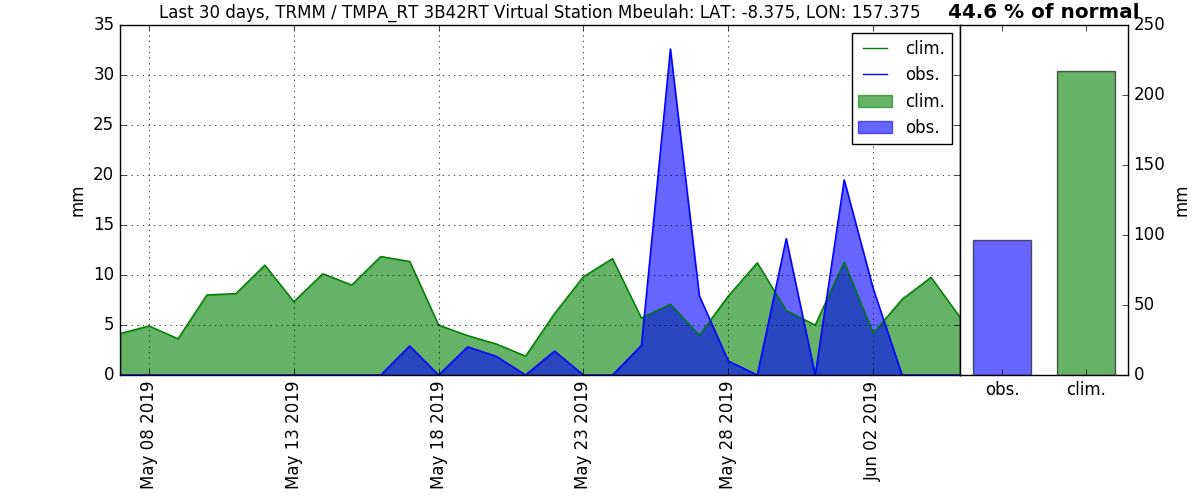 Last 30 days, TRMM / TMPA_RT 3B42RT Virtual Station Mbeulah: LAT: -8.375, LON: 157.375
44.6 % of normal
35
30
25
20
15
10
5
0
mm
May 08 2019
May 13 2019
May 18 2019
May 23 2019
May 28 2019
Jun 02 2019
clim.
obs.
clim.
obs.
250
200
150
100
50
0
mm
obs.
clim.